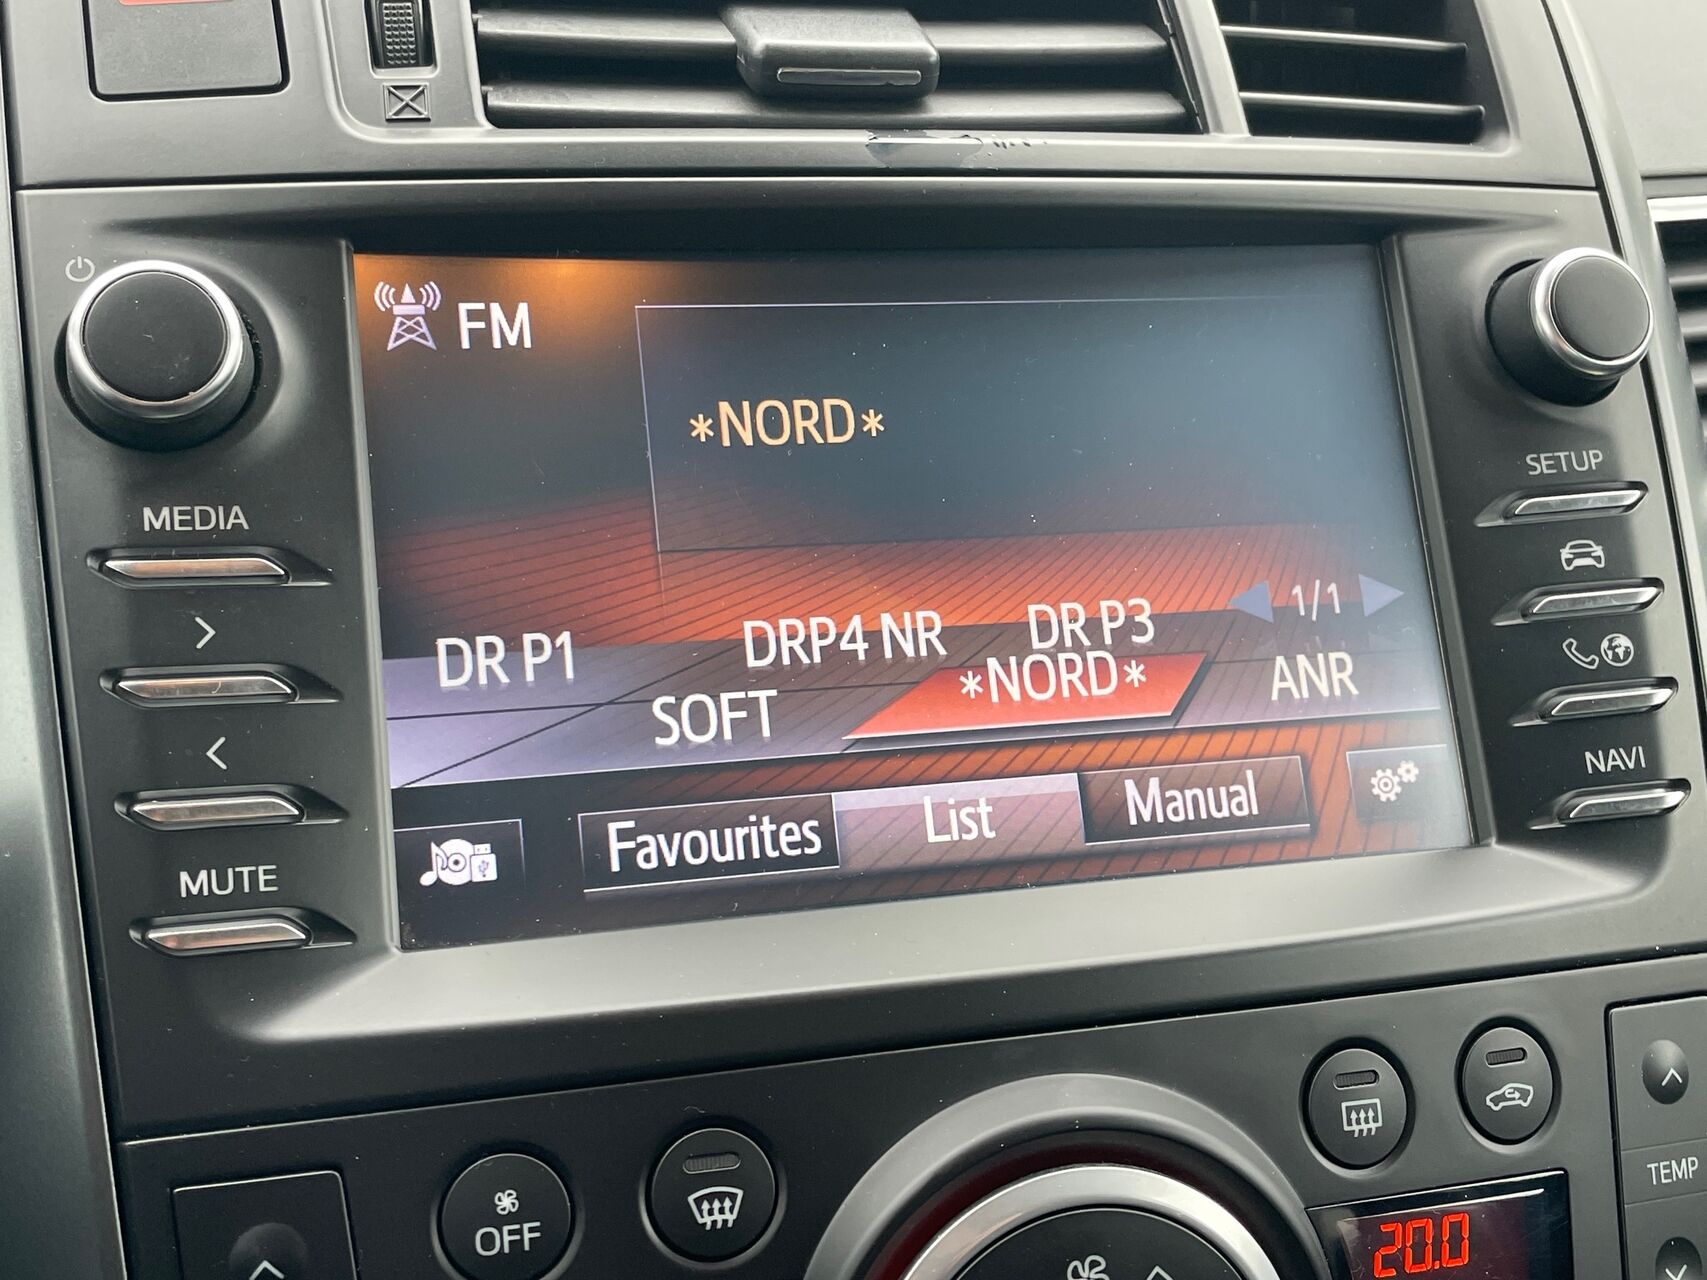 FM
*NORD*
MEDIA
SETUP
1/1
DR P1
DRP4 NR
DR P3
SOFT
*NORD*
ANR
NAVI
Favourites
List
Manual
MUTE
OFF
TEMP
20.0